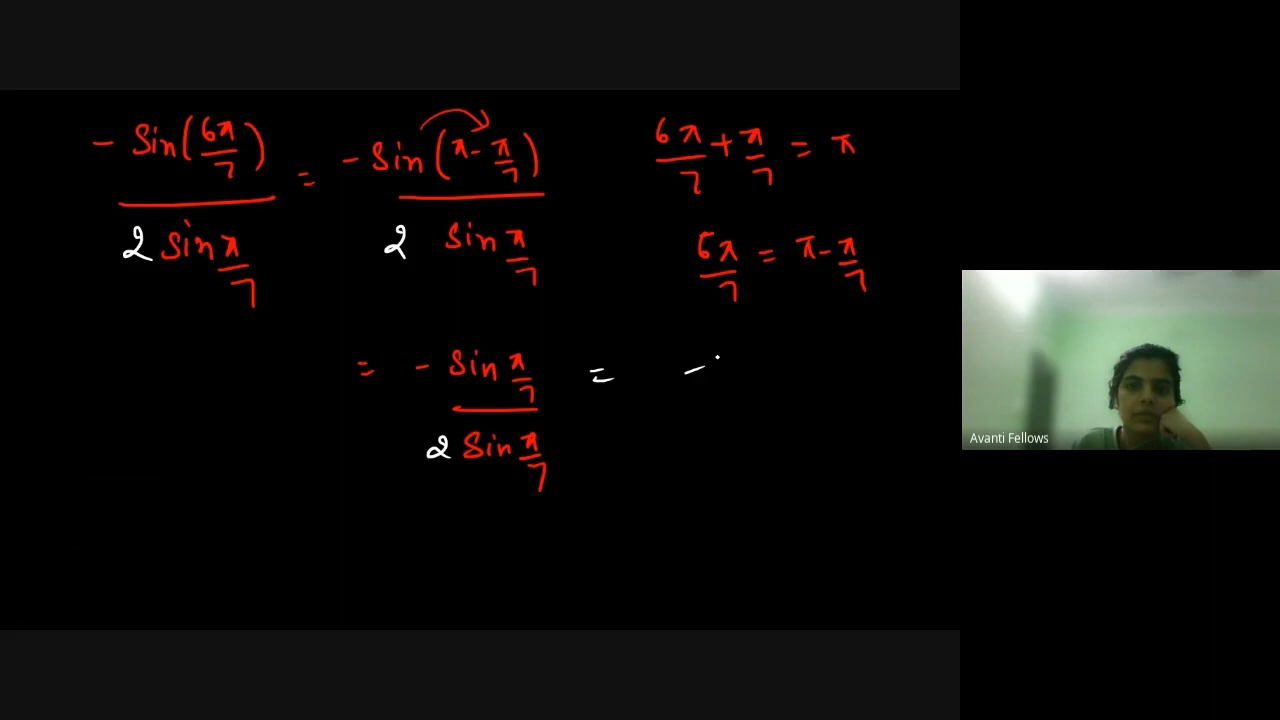 - Sin(6π/7) / 2 Sin π/7 = - Sin(π - π/7) / 2 Sin π/7
6π/7 + π/7 = π
6π/7 = π - π/7
= - Sin π/7 / 2 Sin π/7 = -
Avanti Fellows